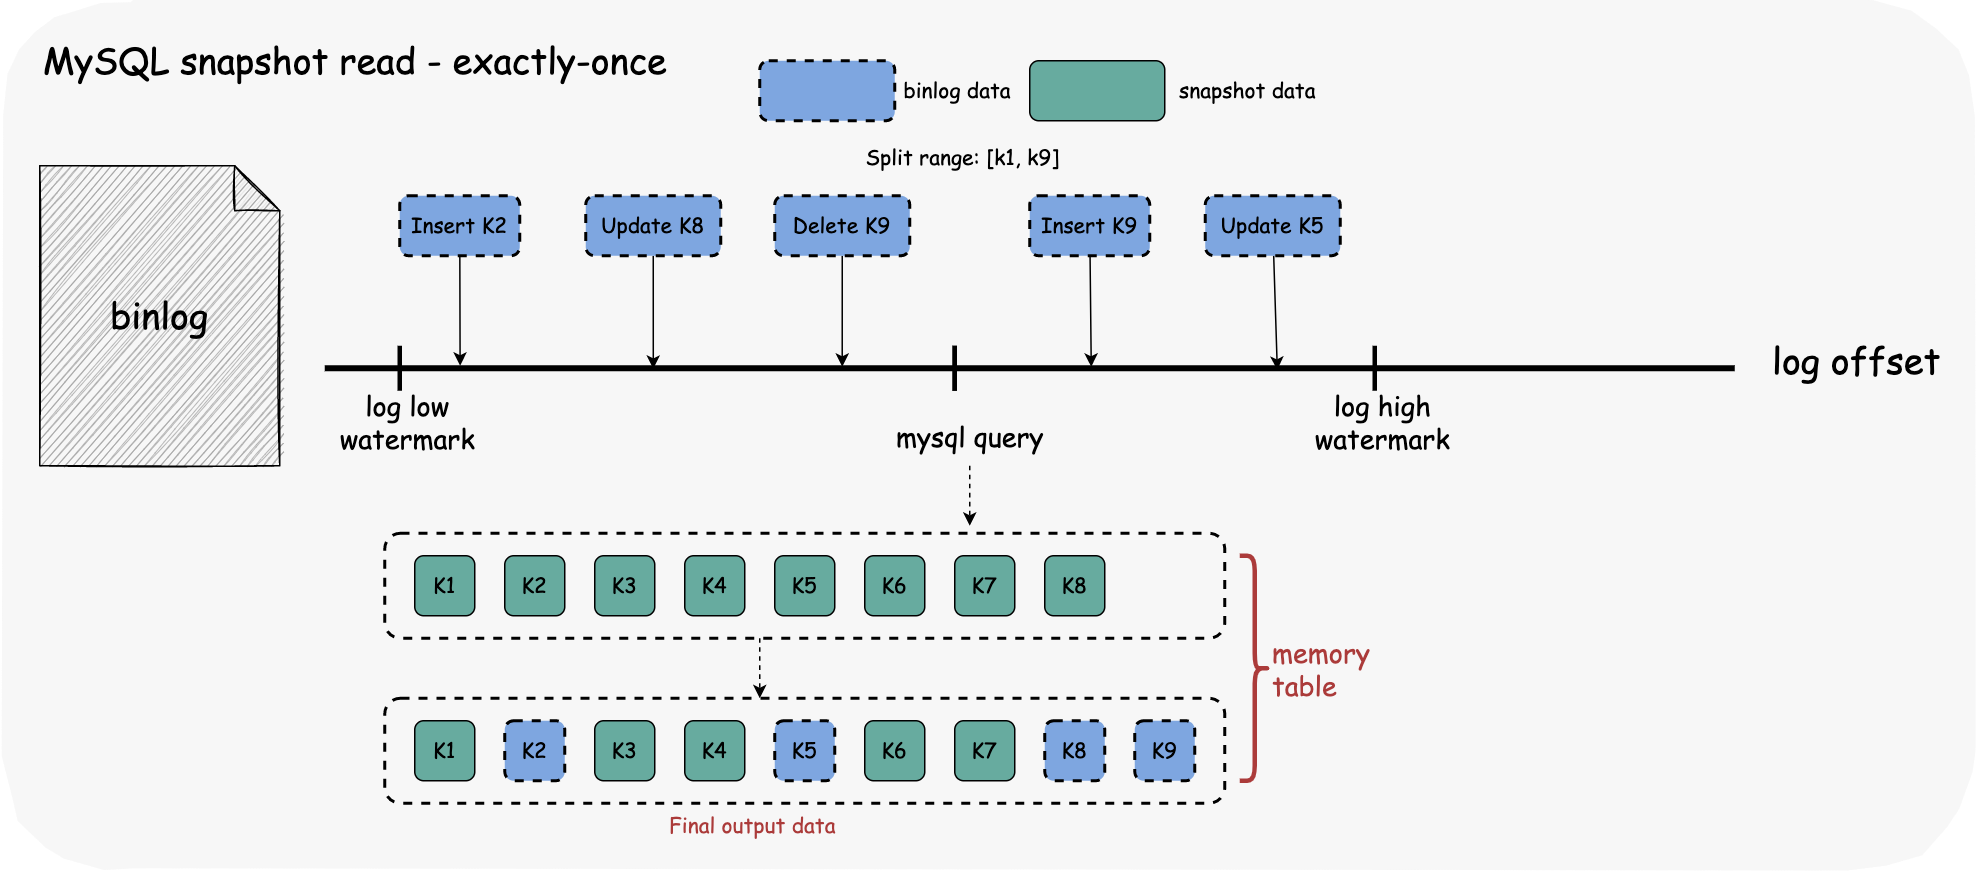 MySQL snapshot read - exactly-once
binlog data
snapshot data
Split range: [k1, k9]
Insert K2
Update K8
Delete K9
Insert K9
Update K5
binlog
log offset
log low
watermark
mysql query
log high
watermark
K1
K2
K3
K4
K5
K6
K7
K8
memory
table
K1
K2
K3
K4
K5
K6
K7
K8
K9
Final output data